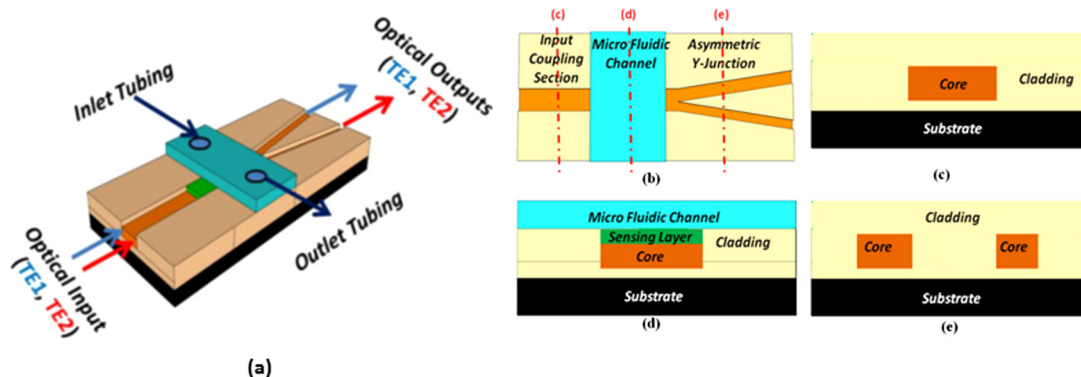 Inlet Tubing
Optical Outputs
(TE1, TE2)
Outlet Tubing
Optical Input
(TE1, TE2)
(a)
(c)
(d)
(e)
Input
Coupling
Section
Micro Fluidic
Channel
Asymmetric
Y-Junction
(b)
Core
Cladding
Substrate
(c)
Micro Fluidic Channel
Sensing Layer
Cladding
Core
Substrate
(d)
Cladding
Core
Core
Substrate
(e)